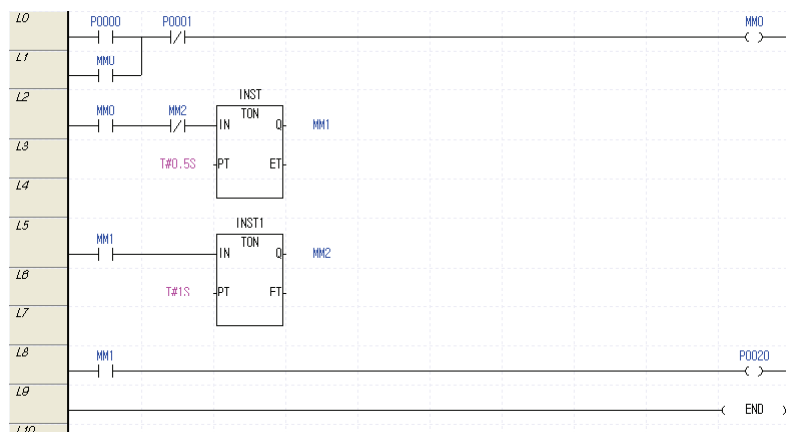 L0 P0000 P0001 MM0
L1 MM0
L2 INST
MM0 MM2 TON IN Q MM1
L3 T#0.5S PT ET
L4
L5 INST1
MM1 TON IN Q MM2
L6 T#1S PT ET
L7
L8 MM1 P0020
L9 END
L10